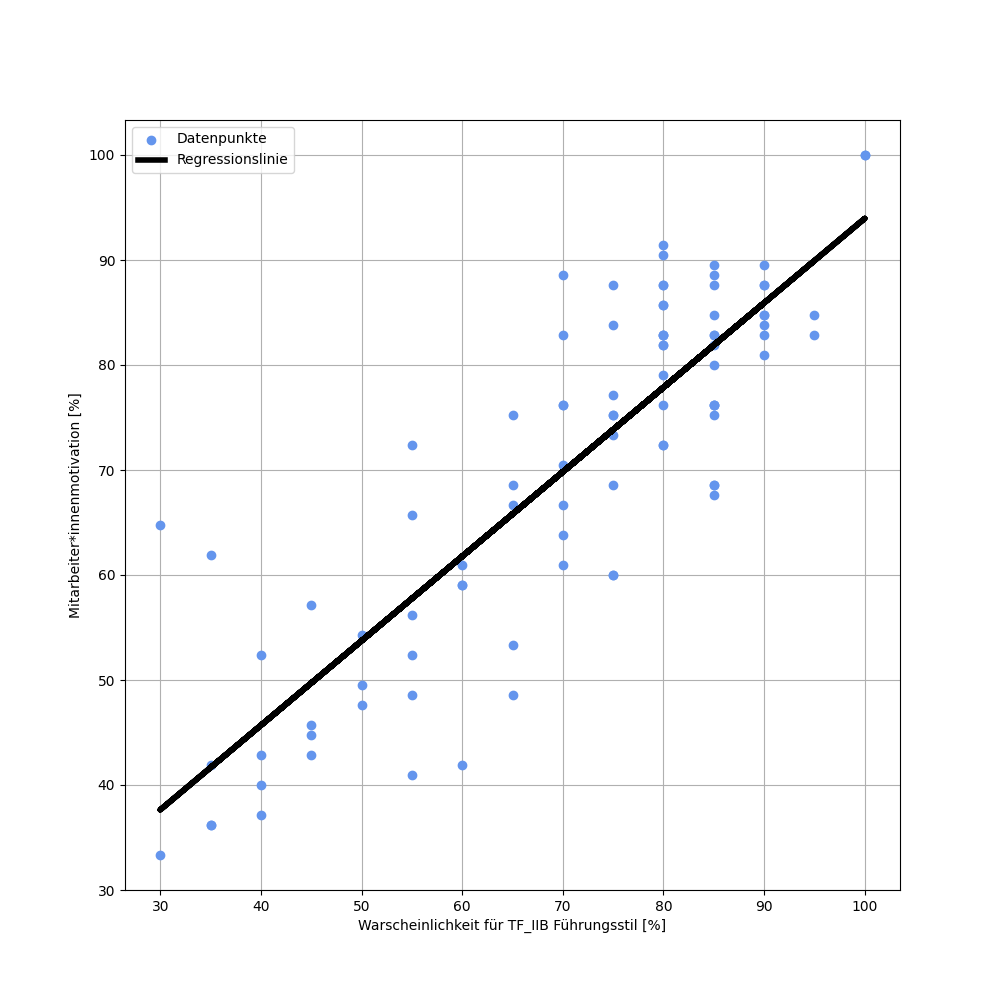 Datenpunkte
Regressionslinie
100
90
80
70
60
50
40
30
Mitarbeiter*innenmotivation [%]
30 40 50 60 70 80 90 100
Warscheinlichkeit für TF_IIB Führungsstil [%]